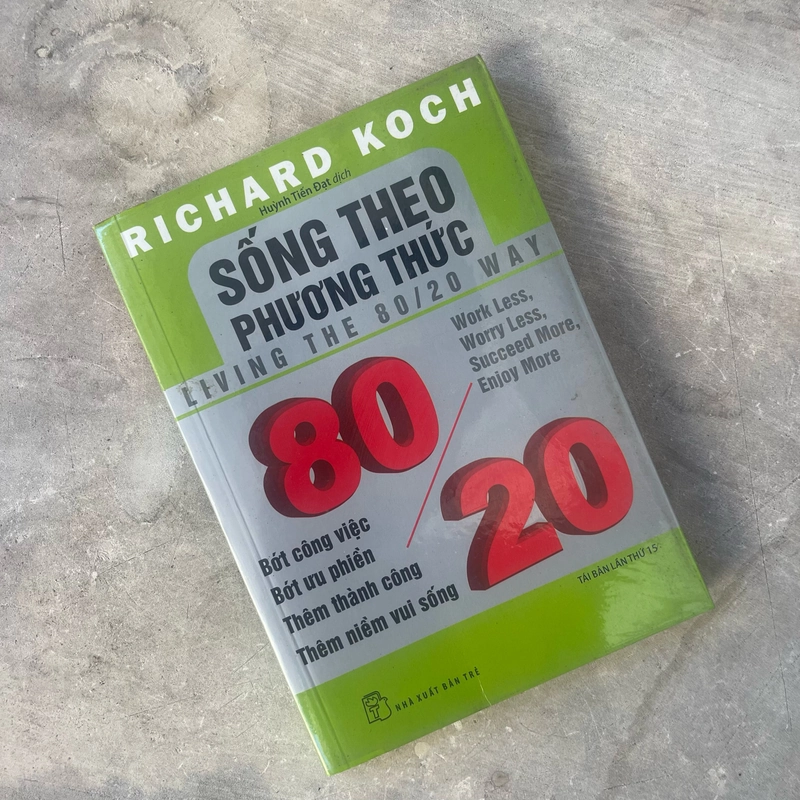 RICHARD KOCH
Huỳnh Tiến Đạt dịch
SỐNG THEO
PHƯƠNG THỨC
LIVING THE 80/20 WAY
Work Less,
Worry Less,
Succeed More,
Enjoy More
80/20
Bớt công việc
Bớt ưu phiền
Thêm thành công
Thêm niềm vui sống
TÁI BẢN LẦN THỨ 15
NHÀ XUẤT BẢN TRẺ